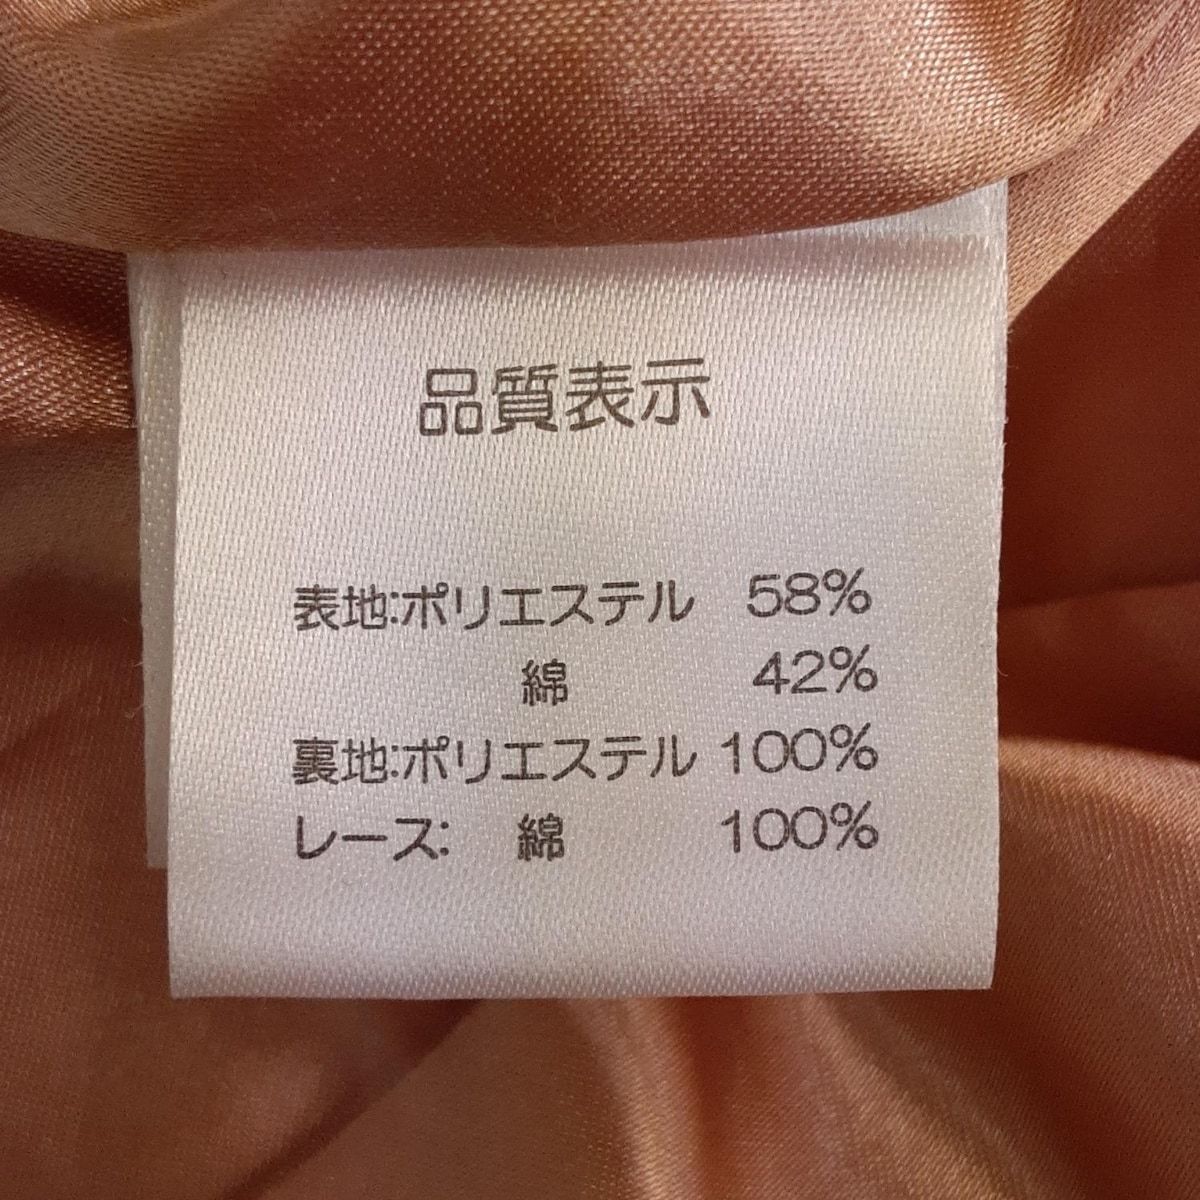 品質表示
表地:ポリエステル 58%
綿 42%
裏地:ポリエステル 100%
レース: 綿 100%